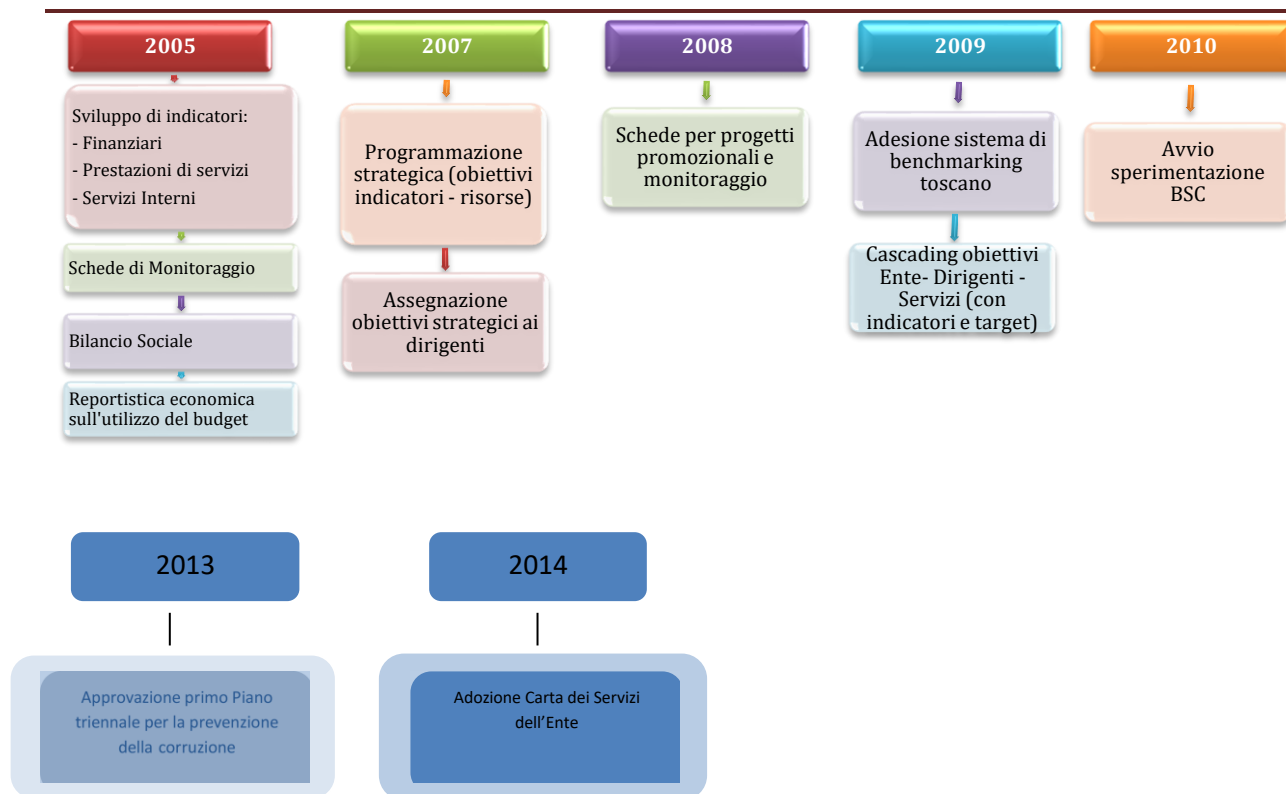 2005
Sviluppo di indicatori:
- Finanziari
- Prestazioni di servizi
- Servizi Interni
Schede di Monitoraggio
Bilancio Sociale
Reportistica economica
sull'utilizzo del budget
2007
Programmazione
strategica (obiettivi
indicatori - risorse)
Assegnazione
obiettivi strategici ai
dirigenti
2008
Schede per progetti
promozionali e
monitoraggio
2009
Adesione sistema di
benchmarking
toscano
Cascading obiettivi
Ente- Dirigenti -
Servizi (con
indicatori e target)
2010
Avvio
sperimentazione
BSC
2013
Approvazione primo Piano
triennale per la prevenzione
della corruzione
2014
Adozione Carta dei Servizi
dell’Ente